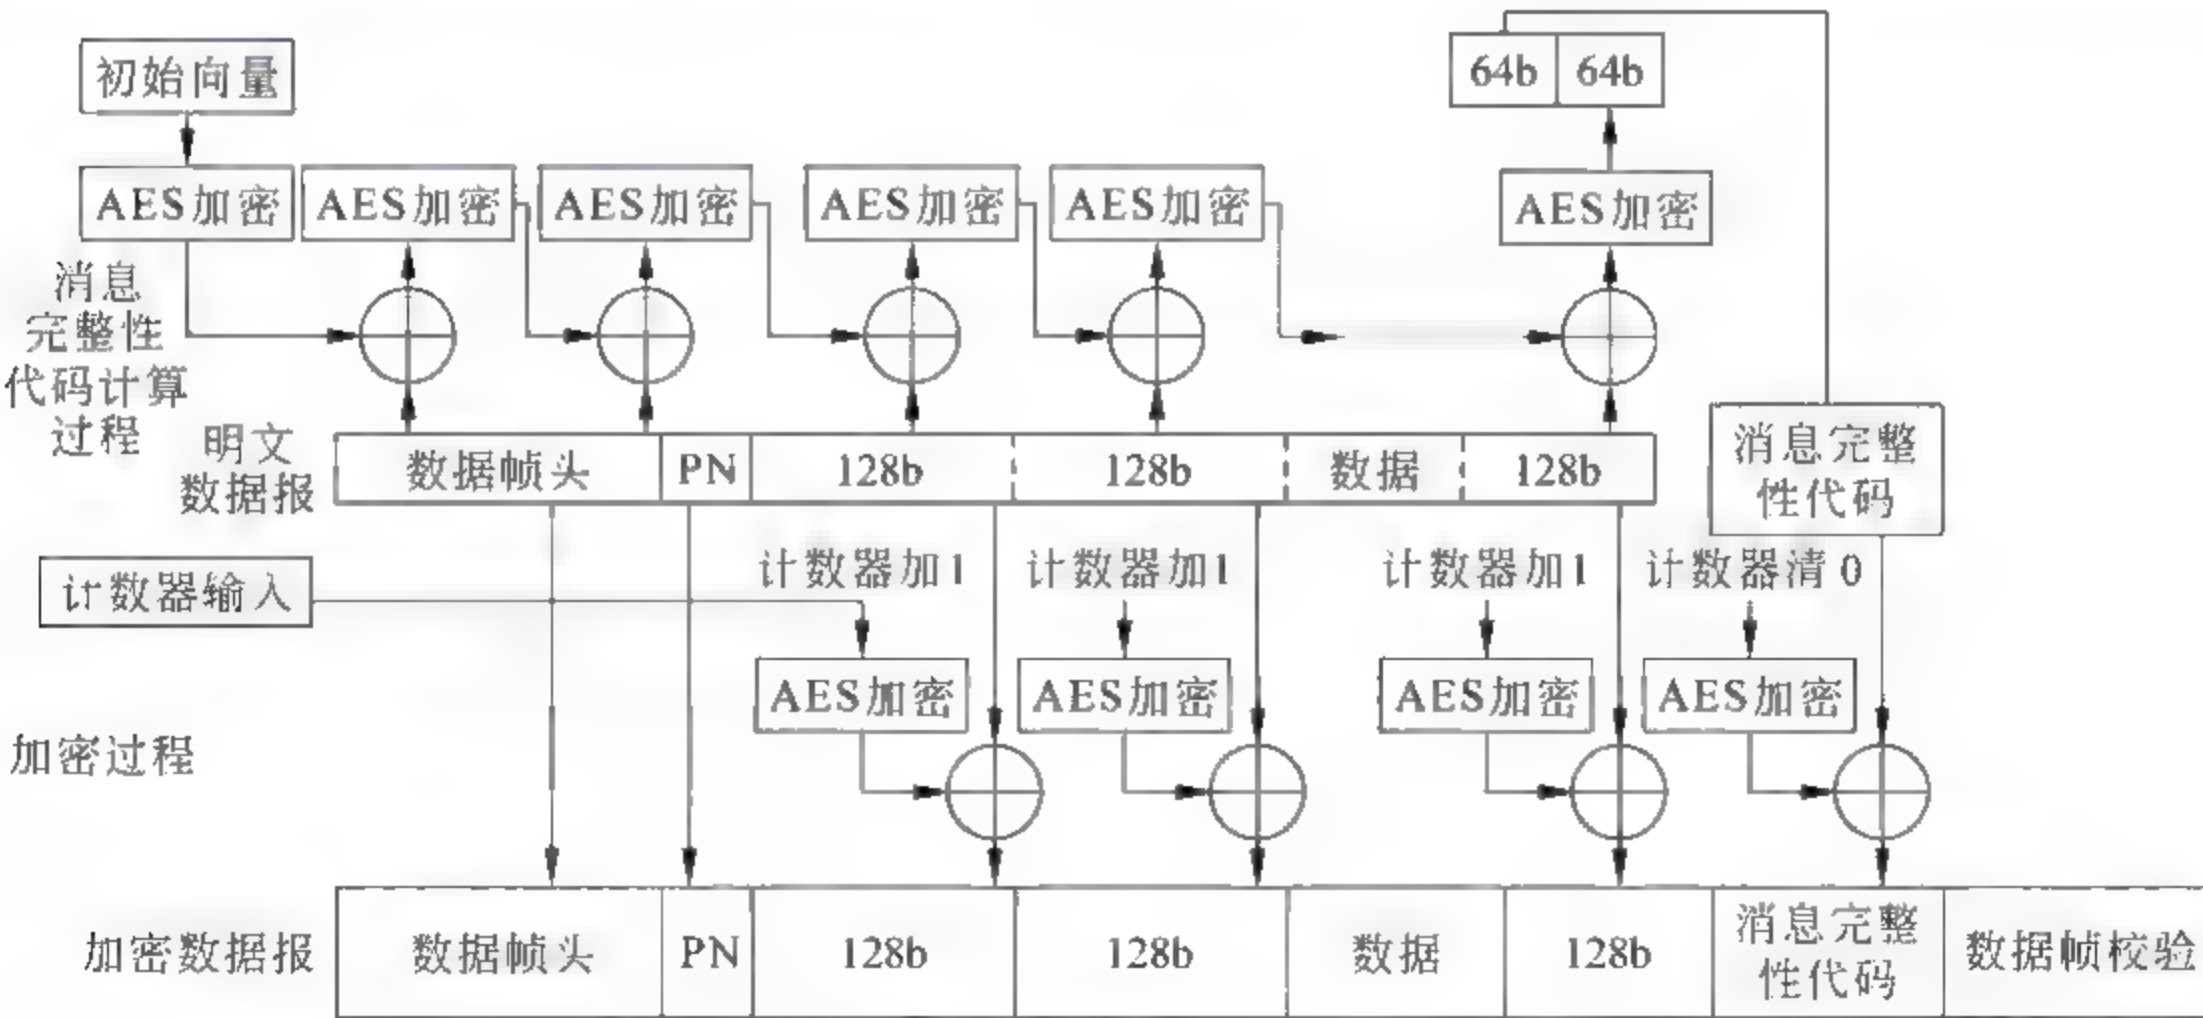 初始向量
64b 64b
AES加密 AES加密 AES加密 AES加密 AES加密 AES加密
消息
完整性
代码计算
过程
明文
数据报
数据帧头 PN 128b 128b 数据 128b
消息完整
性代码
计数器输入
计数器加1 计数器加1 计数器加1 计数器清0
AES加密 AES加密 AES加密 AES加密
加密过程
加密数据报
数据帧头 PN 128b 128b 数据 128b
消息完整
性代码
数据帧校验